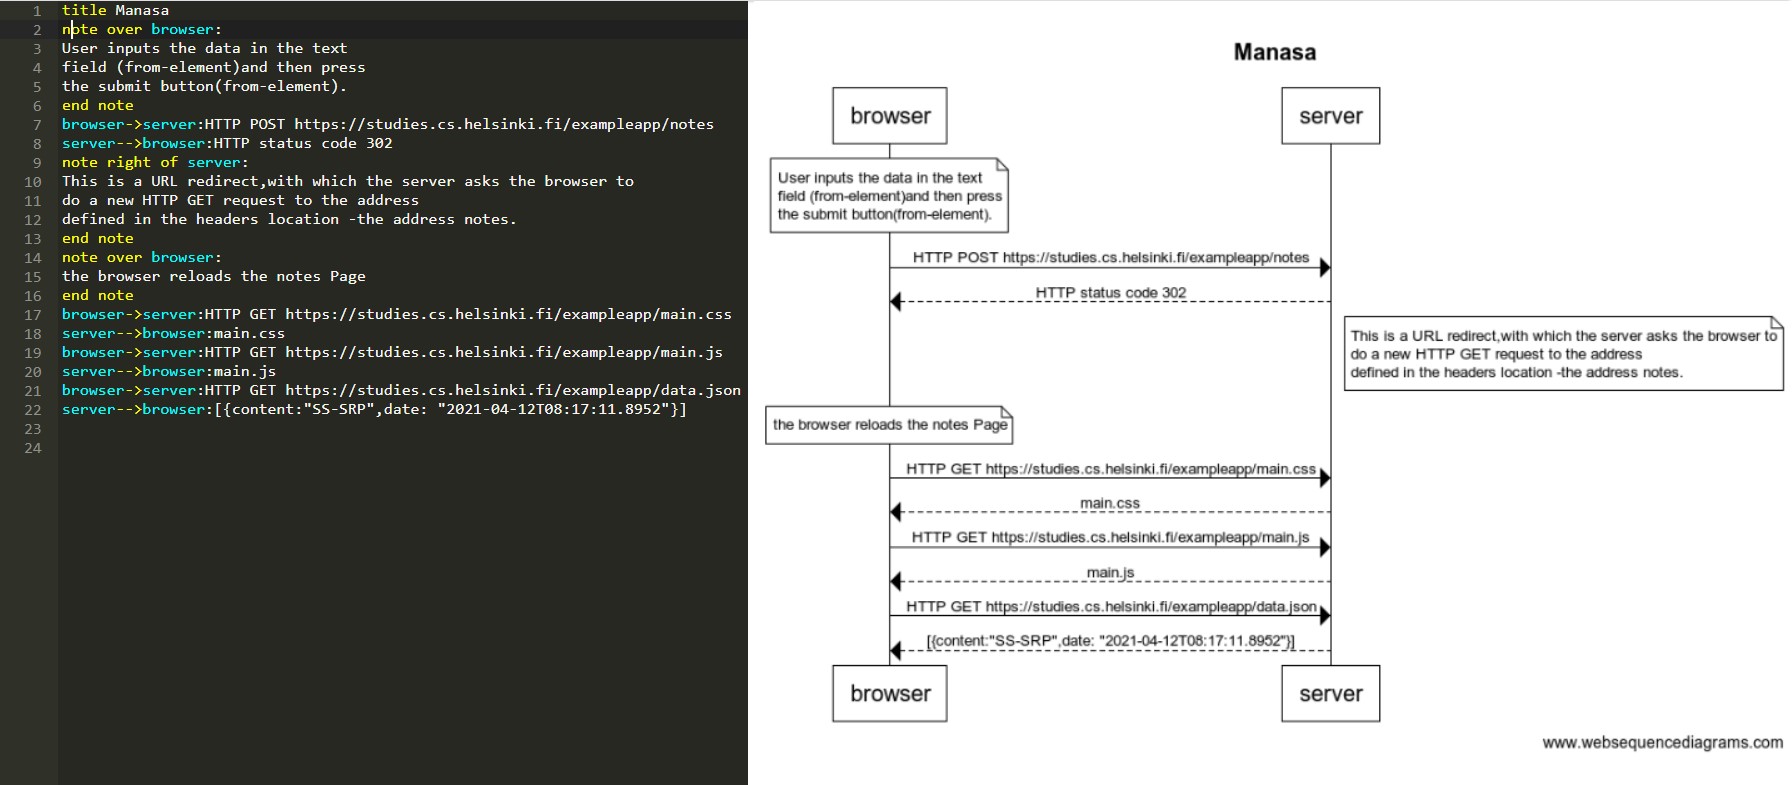 1 title Manasa
2 note over browser:
3 User inputs the data in the text
4 field (from-element)and then press
5 the submit button(from-element).
6 end note
7 browser->server:HTTP POST https://studies.cs.helsinki.fi/exampleapp/notes
8 server-->browser:HTTP status code 302
9 note right of server:
10 This is a URL redirect,with which the server asks the browser to
11 do a new HTTP GET request to the address
12 defined in the headers location -the address notes.
13 end note
14 note over browser:
15 the browser reloads the notes Page
16 end note
17 browser->server:HTTP GET https://studies.cs.helsinki.fi/exampleapp/main.css
18 server-->browser:main.css
19 browser->server:HTTP GET https://studies.cs.helsinki.fi/exampleapp/main.js
20 server-->browser:main.js
21 browser->server:HTTP GET https://studies.cs.helsinki.fi/exampleapp/data.json
22 server-->browser:[{content:"SS-SRP",date: "2021-04-12T08:17:11.8952"}]
23
24
Manasa
browser
server
User inputs the data in the text
field (from-element)and then press
the submit button(from-element).
HTTP POST https://studies.cs.helsinki.fi/exampleapp/notes
HTTP status code 302
This is a URL redirect,with which the server asks the browser to
do a new HTTP GET request to the address
defined in the headers location -the address notes.
the browser reloads the notes Page
HTTP GET https://studies.cs.helsinki.fi/exampleapp/main.css
main.css
HTTP GET https://studies.cs.helsinki.fi/exampleapp/main.js
main.js
HTTP GET https://studies.cs.helsinki.fi/exampleapp/data.json
[{content:"SS-SRP",date: "2021-04-12T08:17:11.8952"}]
browser
server
www.websequencediagrams.com